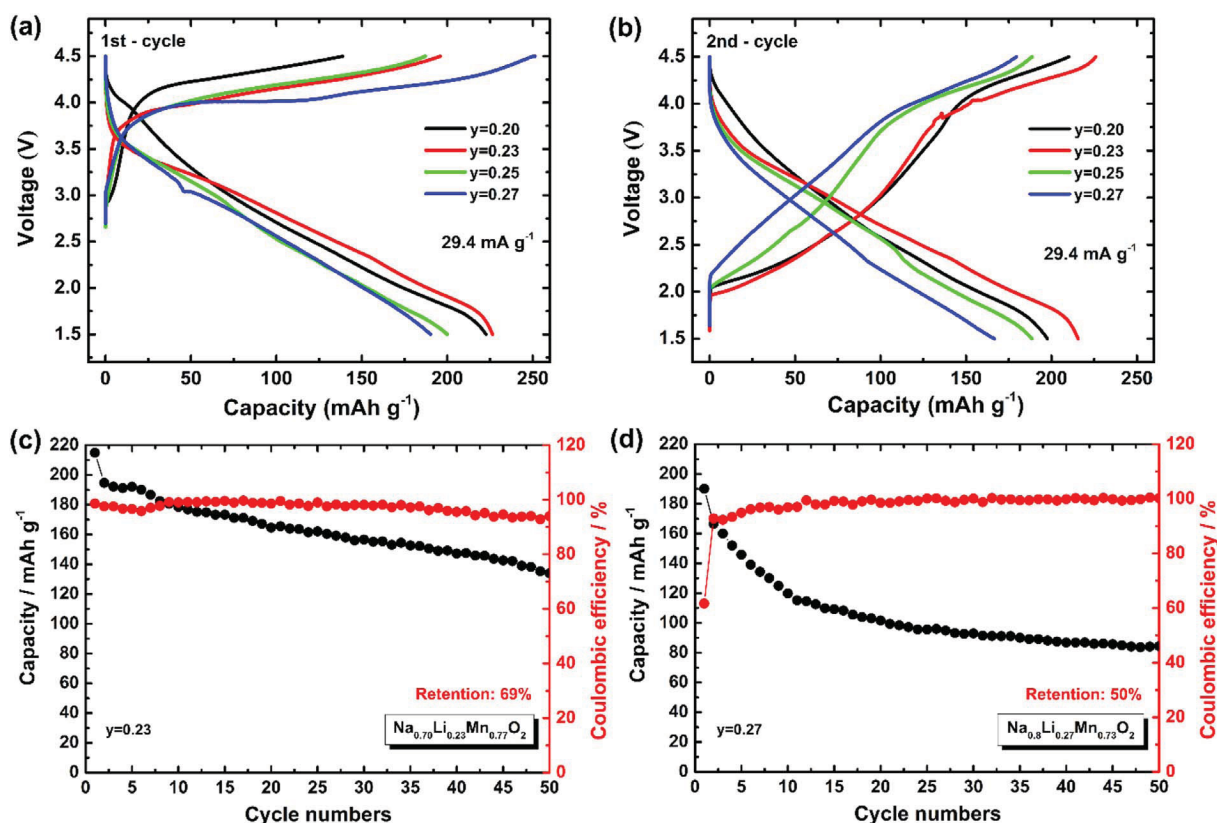 (a)
1st - cycle
y=0.20
y=0.23
y=0.25
y=0.27
29.4 mA g⁻¹
4.5
4.0
3.5
3.0
2.5
2.0
1.5
Voltage (V)
0 50 100 150 200 250
Capacity (mAh g⁻¹)
(b)
2nd - cycle
y=0.20
y=0.23
y=0.25
y=0.27
29.4 mA g⁻¹
4.5
4.0
3.5
3.0
2.5
2.0
1.5
Voltage (V)
0 50 100 150 200 250
Capacity (mAh g⁻¹)
(c)
220
200
180
160
140
120
100
80
60
40
20
0
Capacity / mAh g⁻¹
120
100
80
60
40
20
0
Coulombic efficiency / %
Retention: 69%
y=0.23
Na₀.₇₀Li₀.₂₃Mn₀.₇₇O₂
0 5 10 15 20 25 30 35 40 45 50
Cycle numbers
(d)
220
200
180
160
140
120
100
80
60
40
20
0
Capacity / mAh g⁻¹
120
100
80
60
40
20
0
Coulombic efficiency / %
Retention: 50%
y=0.27
Na₀.₈Li₀.₂₇Mn₀.₇₃O₂
0 5 10 15 20 25 30 35 40 45 50
Cycle numbers